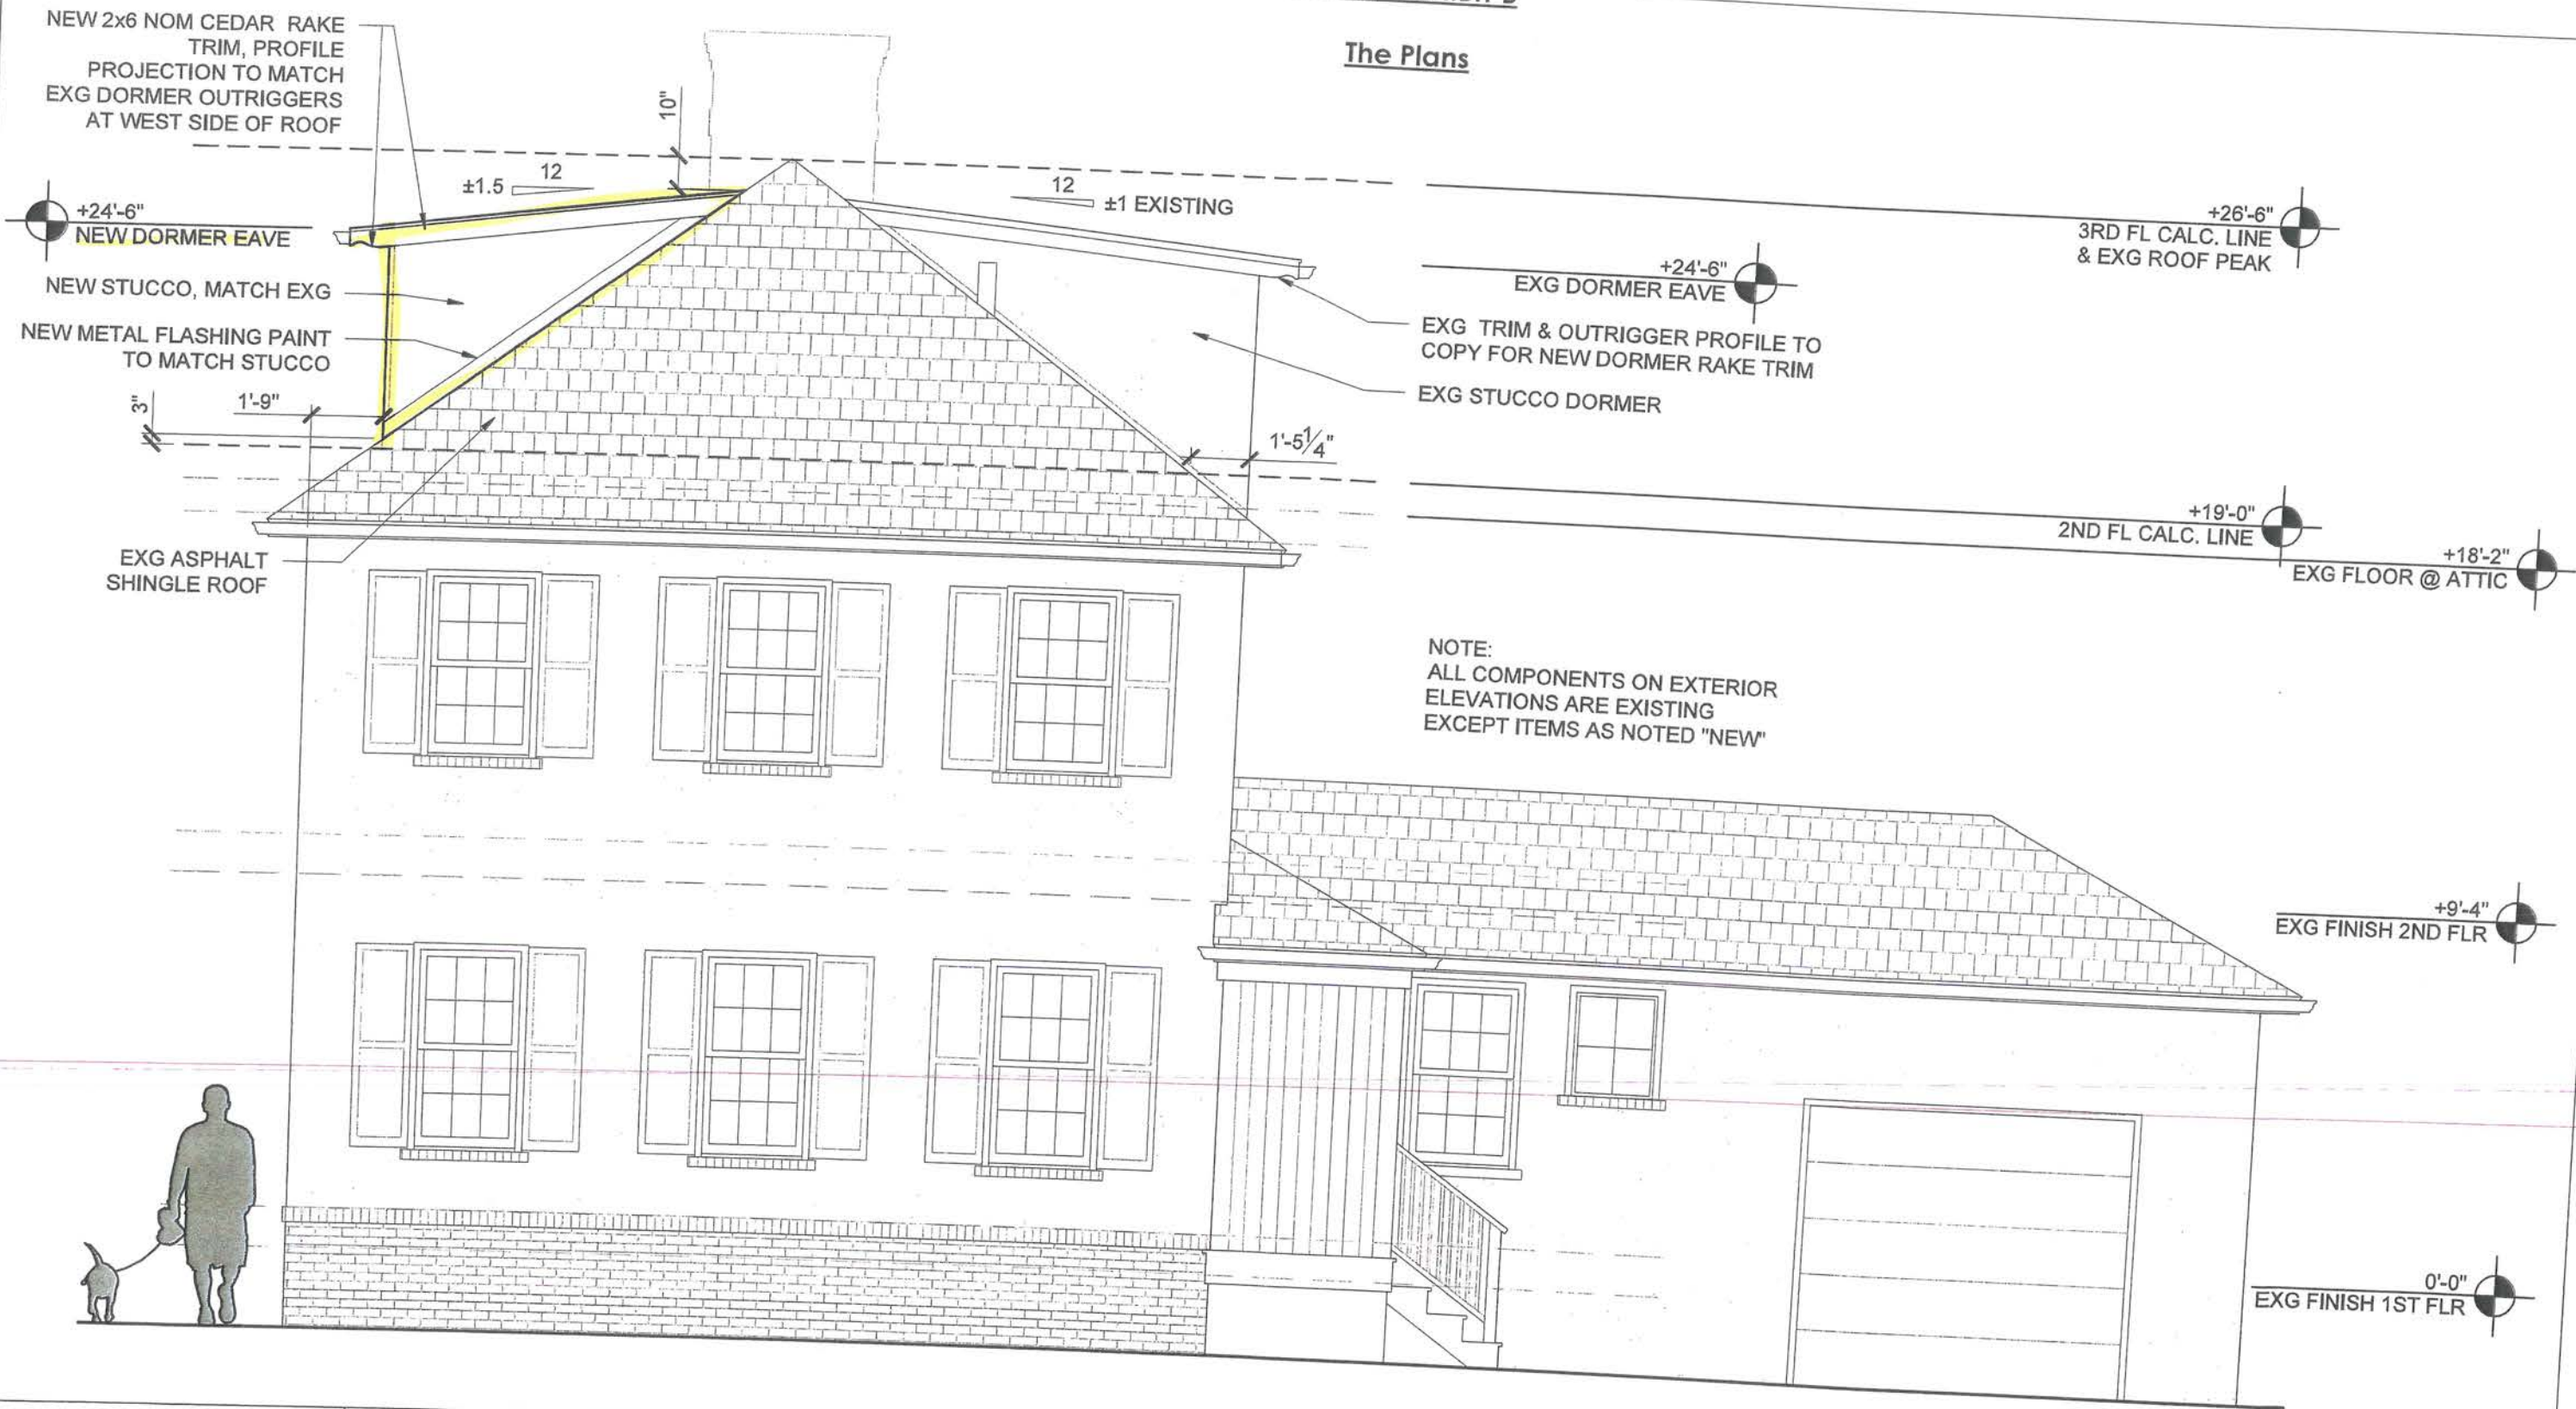 The Plans
NEW 2x6 NOM CEDAR RAKE
TRIM, PROFILE
PROJECTION TO MATCH
EXG DORMER OUTRIGGERS
AT WEST SIDE OF ROOF
10"
12
±1.5
12
±1 EXISTING
+24'-6"
NEW DORMER EAVE
+26'-6"
3RD FL CALC. LINE
& EXG ROOF PEAK
+24'-6"
EXG DORMER EAVE
NEW STUCCO, MATCH EXG
NEW METAL FLASHING PAINT
TO MATCH STUCCO
EXG TRIM & OUTRIGGER PROFILE TO
COPY FOR NEW DORMER RAKE TRIM
EXG STUCCO DORMER
3"
1'-9"
1'-5¼"
+19'-0"
2ND FL CALC. LINE
+18'-2"
EXG FLOOR @ ATTIC
EXG ASPHALT
SHINGLE ROOF
NOTE:
ALL COMPONENTS ON EXTERIOR
ELEVATIONS ARE EXISTING
EXCEPT ITEMS AS NOTED "NEW"
+9'-4"
EXG FINISH 2ND FLR
0'-0"
EXG FINISH 1ST FLR